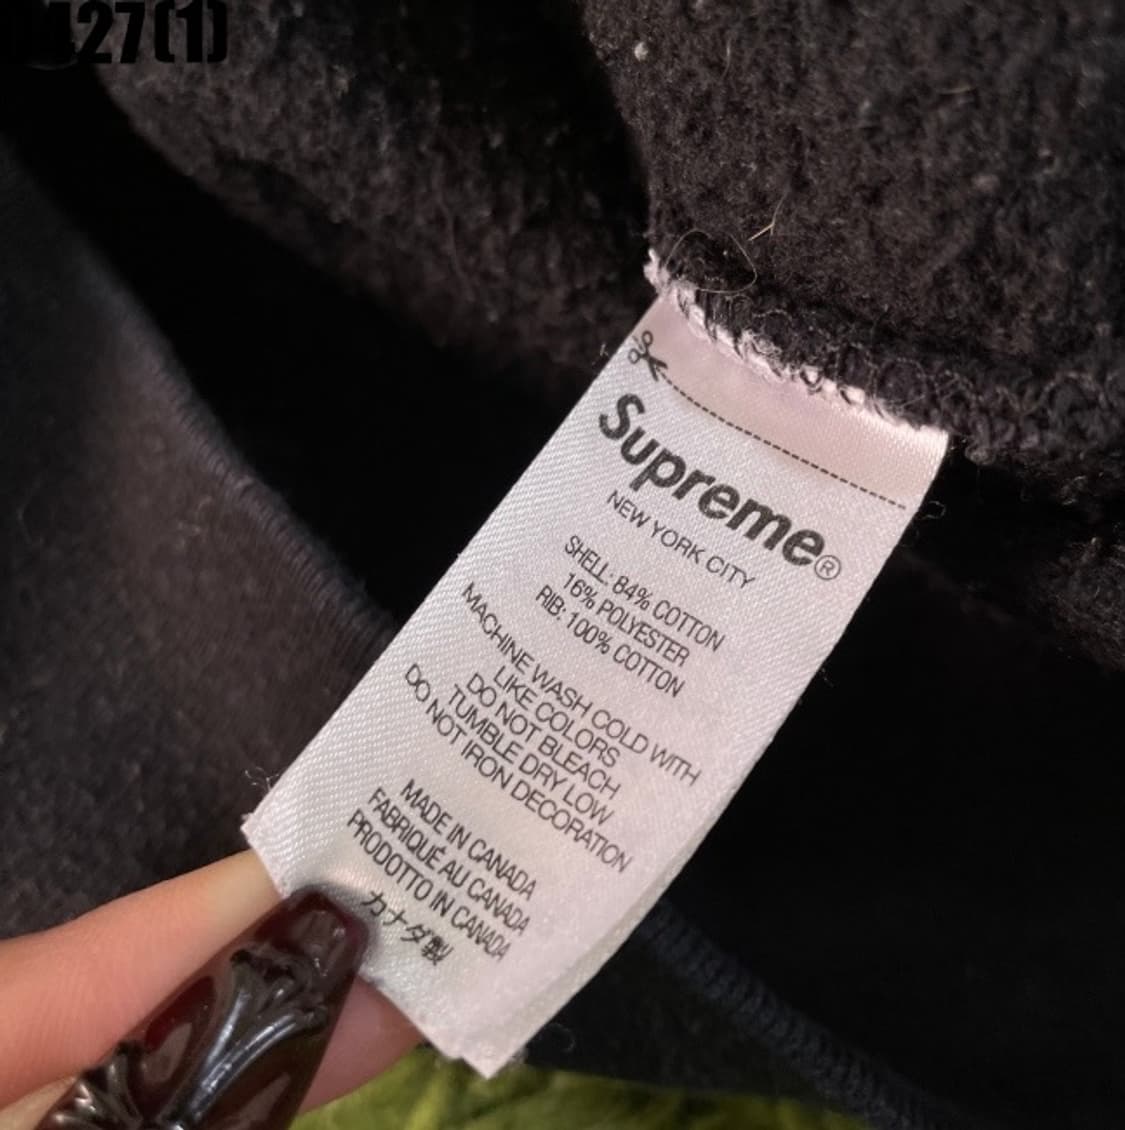 0427(1)
Supreme®
NEW YORK CITY
SHELL: 84% COTTON
16% POLYESTER
RIB: 100% COTTON
MACHINE WASH COLD WITH
LIKE COLORS
DO NOT BLEACH
TUMBLE DRY LOW
DO NOT IRON DECORATION
MADE IN CANADA
FABRIQUÉ AU CANADA
PRODOTTO IN CANADA
カナダ製